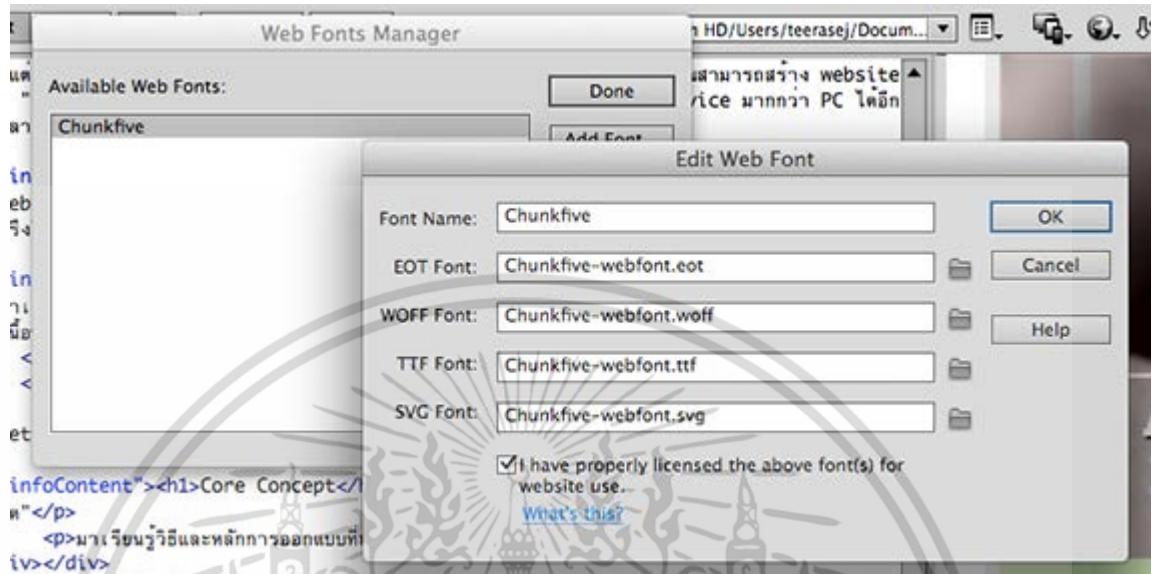 Web Fonts Manager
n HD/Users/teerasej/Docum...
Available Web Fonts:
Done
Add Font...
Chunkfive
สามารถสร้าง website
vice มากกว่า PC ได้อีก
Edit Web Font
Font Name:
Chunkfive
OK
EOT Font:
Chunkfive-webfont.eot
Cancel
WOFF Font:
Chunkfive-webfont.woff
Help
TTF Font:
Chunkfive-webfont.ttf
SVG Font:
Chunkfive-webfont.svg
I have properly licensed the above font(s) for
website use.
What's this?
infoContent"><h1>Core Concept</
"</p>
<p>มาเรียนรู้วิธีและหลักการออกแบบที่
iv></div>